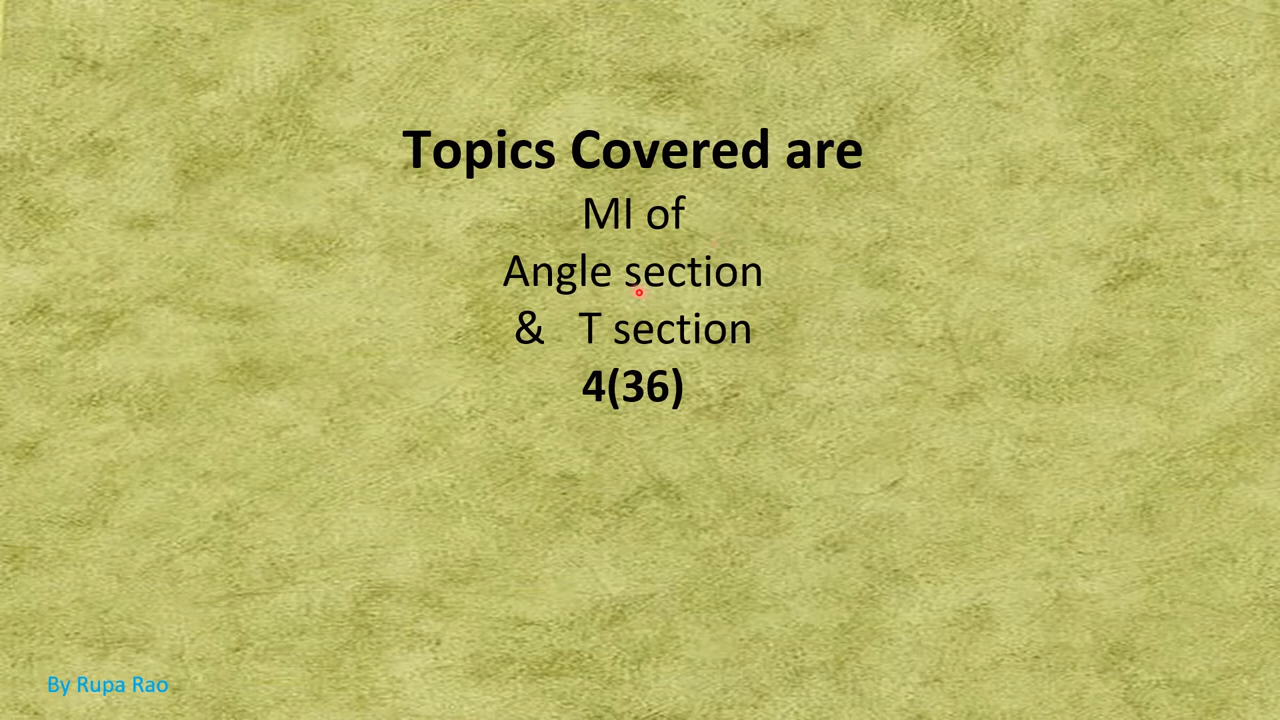 Topics Covered are
MI of
Angle section
& T section
4(36)
By Rupa Rao